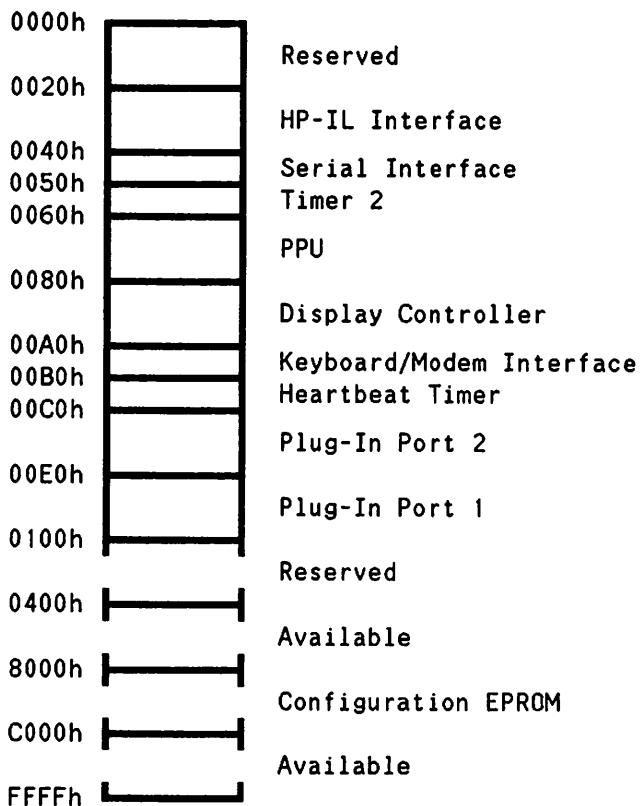 0000h
Reserved
0020h
HP-IL Interface
0040h
Serial Interface
0050h
Timer 2
0060h
PPU
0080h
Display Controller
00A0h
Keyboard/Modem Interface
00B0h
Heartbeat Timer
00C0h
Plug-In Port 2
00E0h
Plug-In Port 1
0100h
Reserved
0400h
Available
8000h
Configuration EPROM
C000h
Available
FFFFh